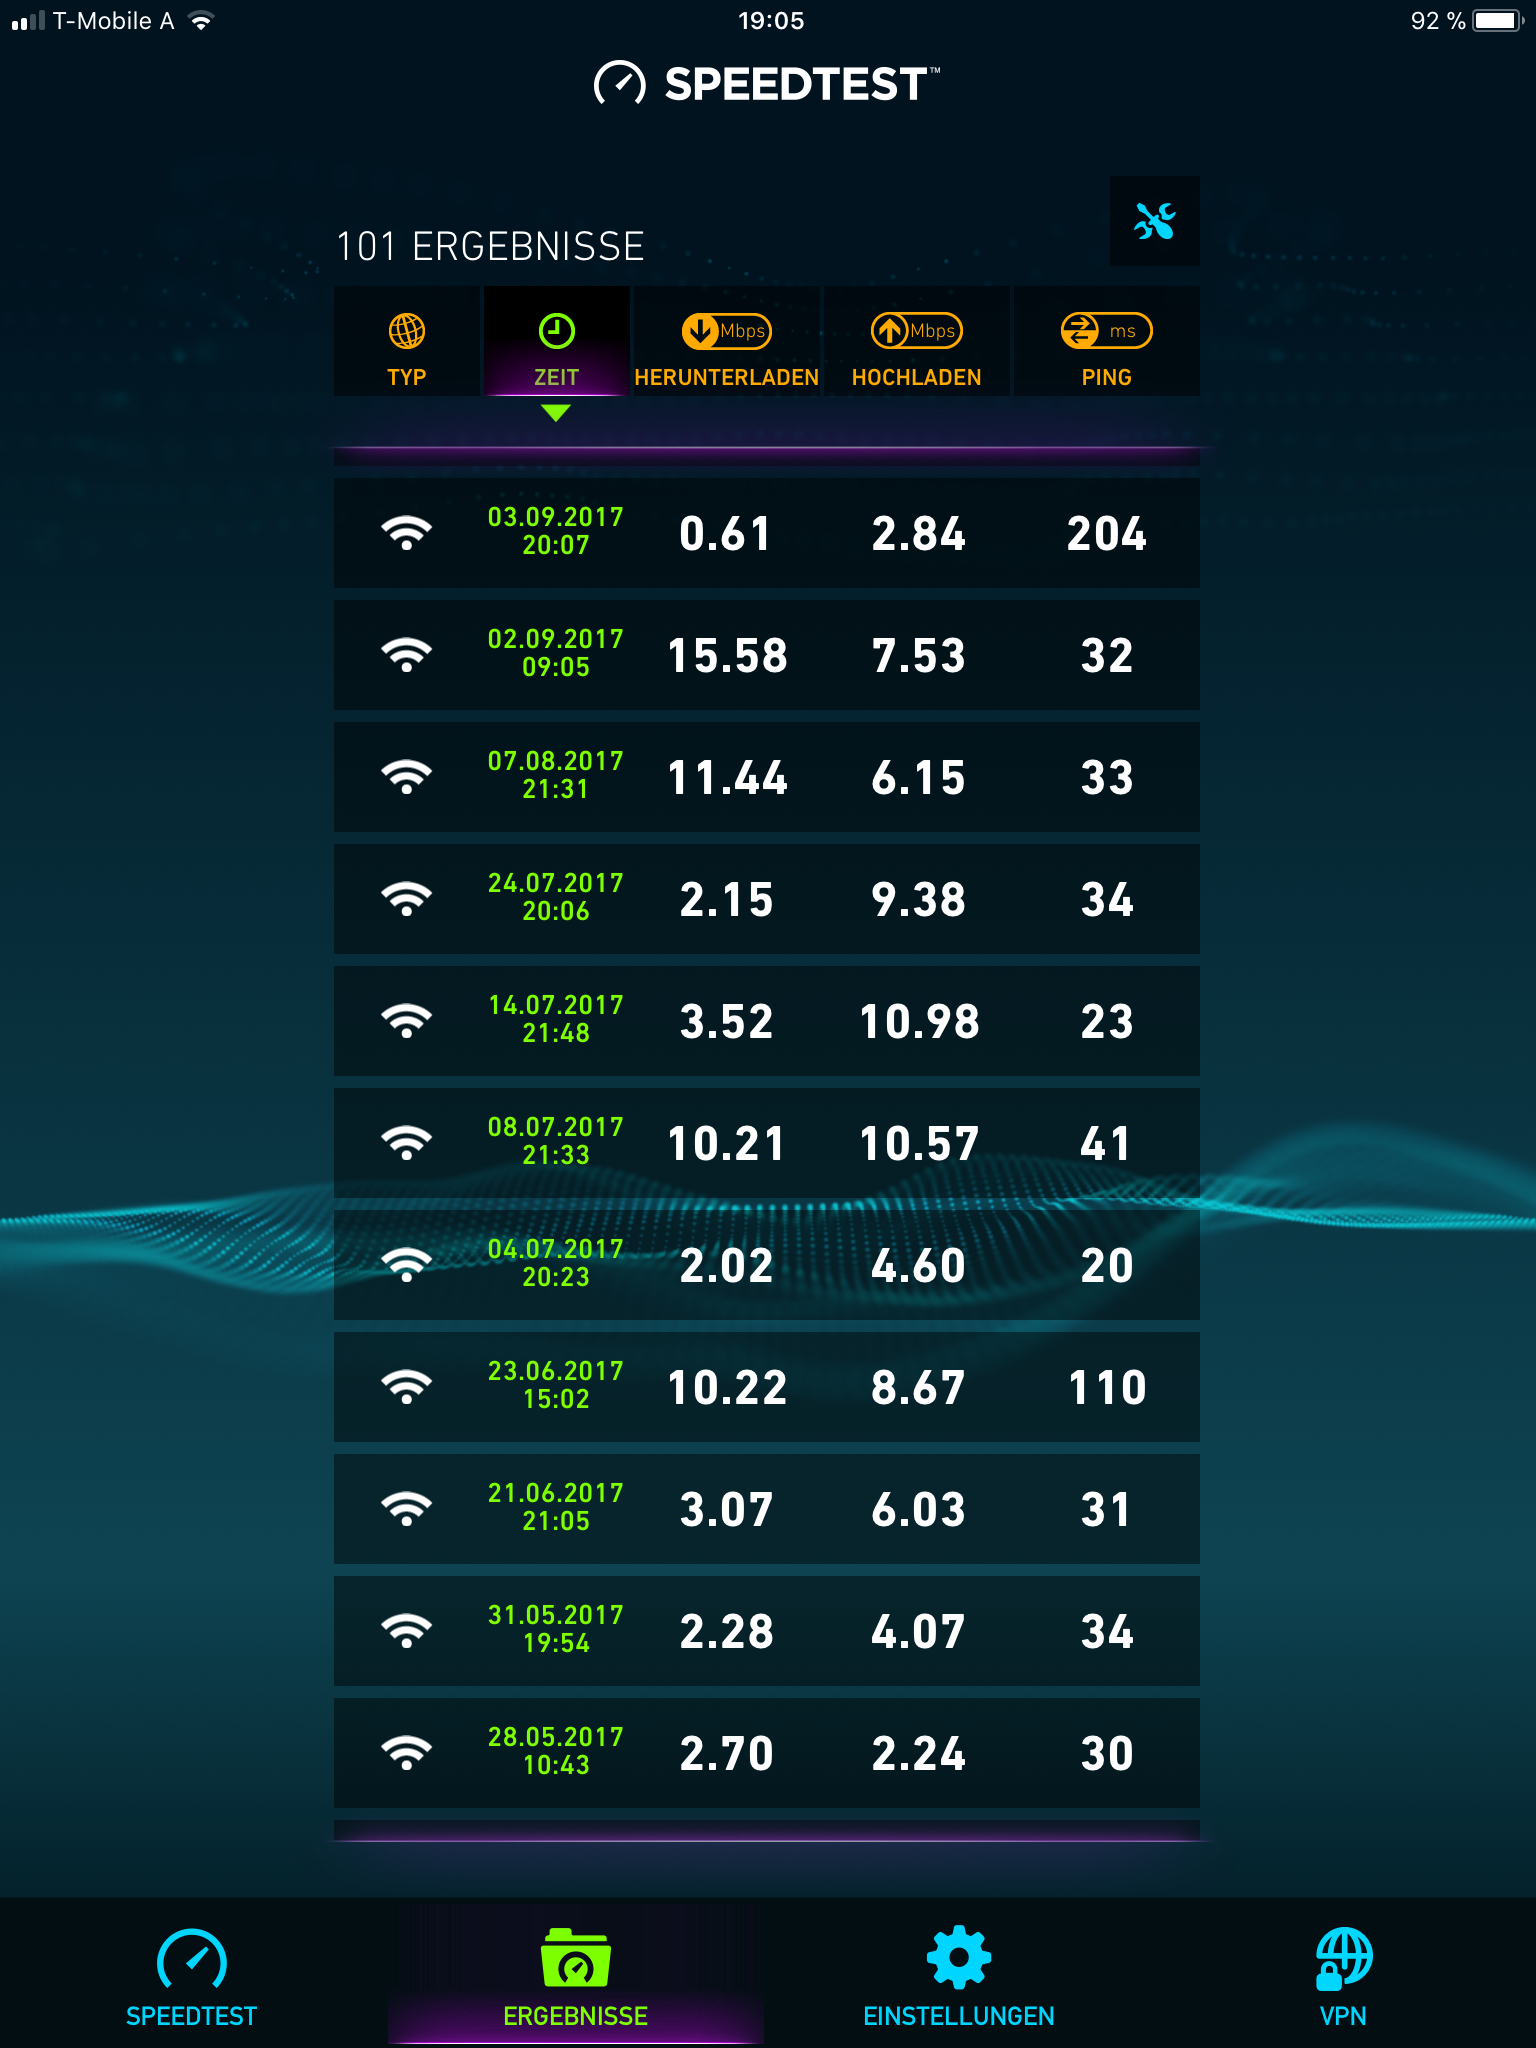 T-Mobile A 19:05 92 %
SPEEDTEST™
101 ERGEBNISSE
Mbps Mbps ms
TYP ZEIT HERUNTERLADEN HOCHLADEN PING
03.09.2017 20:07 0.61 2.84 204
02.09.2017 09:05 15.58 7.53 32
07.08.2017 21:31 11.44 6.15 33
24.07.2017 20:06 2.15 9.38 34
14.07.2017 21:48 3.52 10.98 23
08.07.2017 21:33 10.21 10.57 41
04.07.2017 20:23 2.02 4.60 20
23.06.2017 15:02 10.22 8.67 110
21.06.2017 21:05 3.07 6.03 31
31.05.2017 19:54 2.28 4.07 34
28.05.2017 10:43 2.70 2.24 30
SPEEDTEST ERGEBNISSE EINSTELLUNGEN VPN